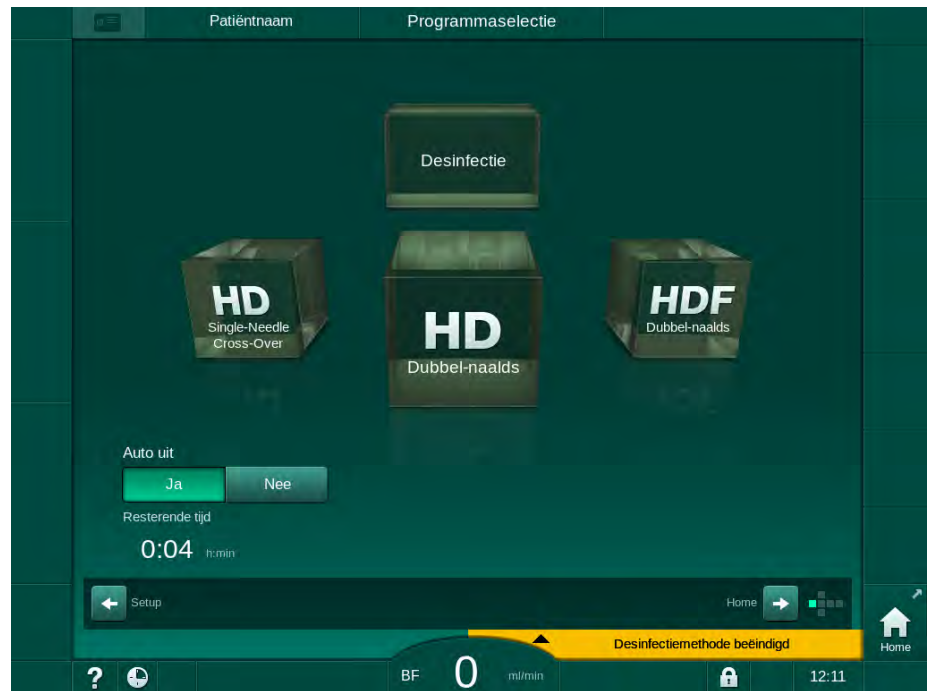 Patiëntnaam
Programmaselectie
Desinfectie
HD
Single-Needle
Cross-Over
HD
Dubbel-naalds
HDF
Dubbel-naalds
Auto uit
Ja
Nee
Resterende tijd
0:04 h:min
Setup
Home
Desinfectiemethode beëindigd
Home
?
BF 0 ml/min
12:11